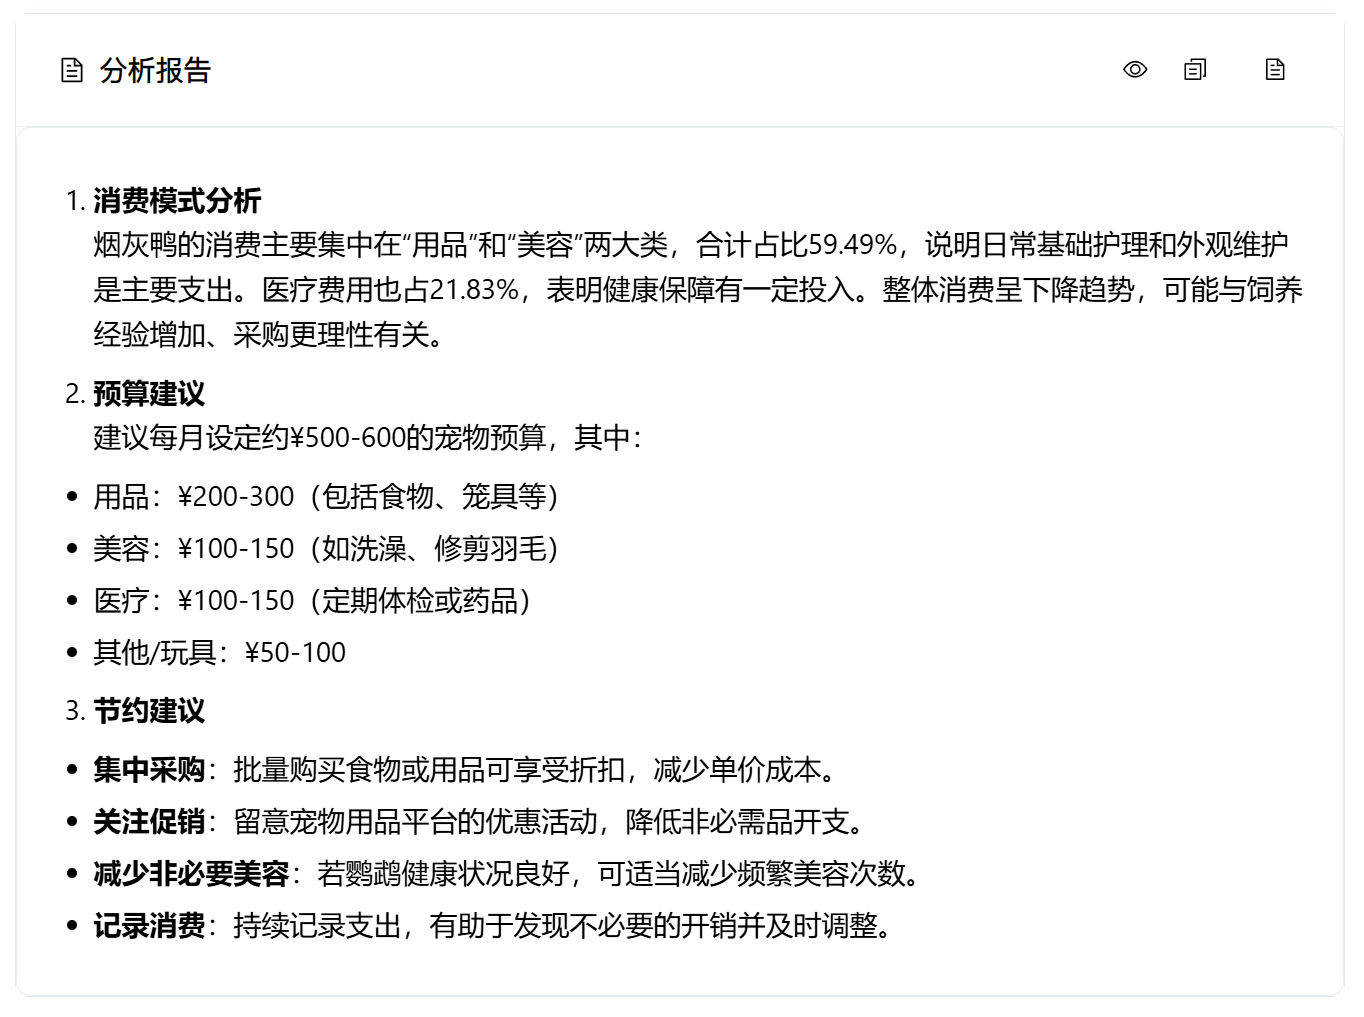 分析报告
1. 消费模式分析
烟灰鸭的消费主要集中在“用品”和“美容”两大类，合计占比59.49%，说明日常基础护理和外观维护
是主要支出。医疗费用也占21.83%，表明健康保障有一定投入。整体消费呈下降趋势，可能与饲养
经验增加、采购更理性有关。
2. 预算建议
建议每月设定约¥500-600的宠物预算，其中：
• 用品：¥200-300（包括食物、笼具等）
• 美容：¥100-150（如洗澡、修剪羽毛）
• 医疗：¥100-150（定期体检或药品）
• 其他/玩具：¥50-100
3. 节约建议
• 集中采购：批量购买食物或用品可享受折扣，减少单价成本。
• 关注促销：留意宠物用品平台的优惠活动，降低非必需品开支。
• 减少非必要美容：若鹦鹉健康状况良好，可适当减少频繁美容次数。
• 记录消费：持续记录支出，有助于发现不必要的开销并及时调整。